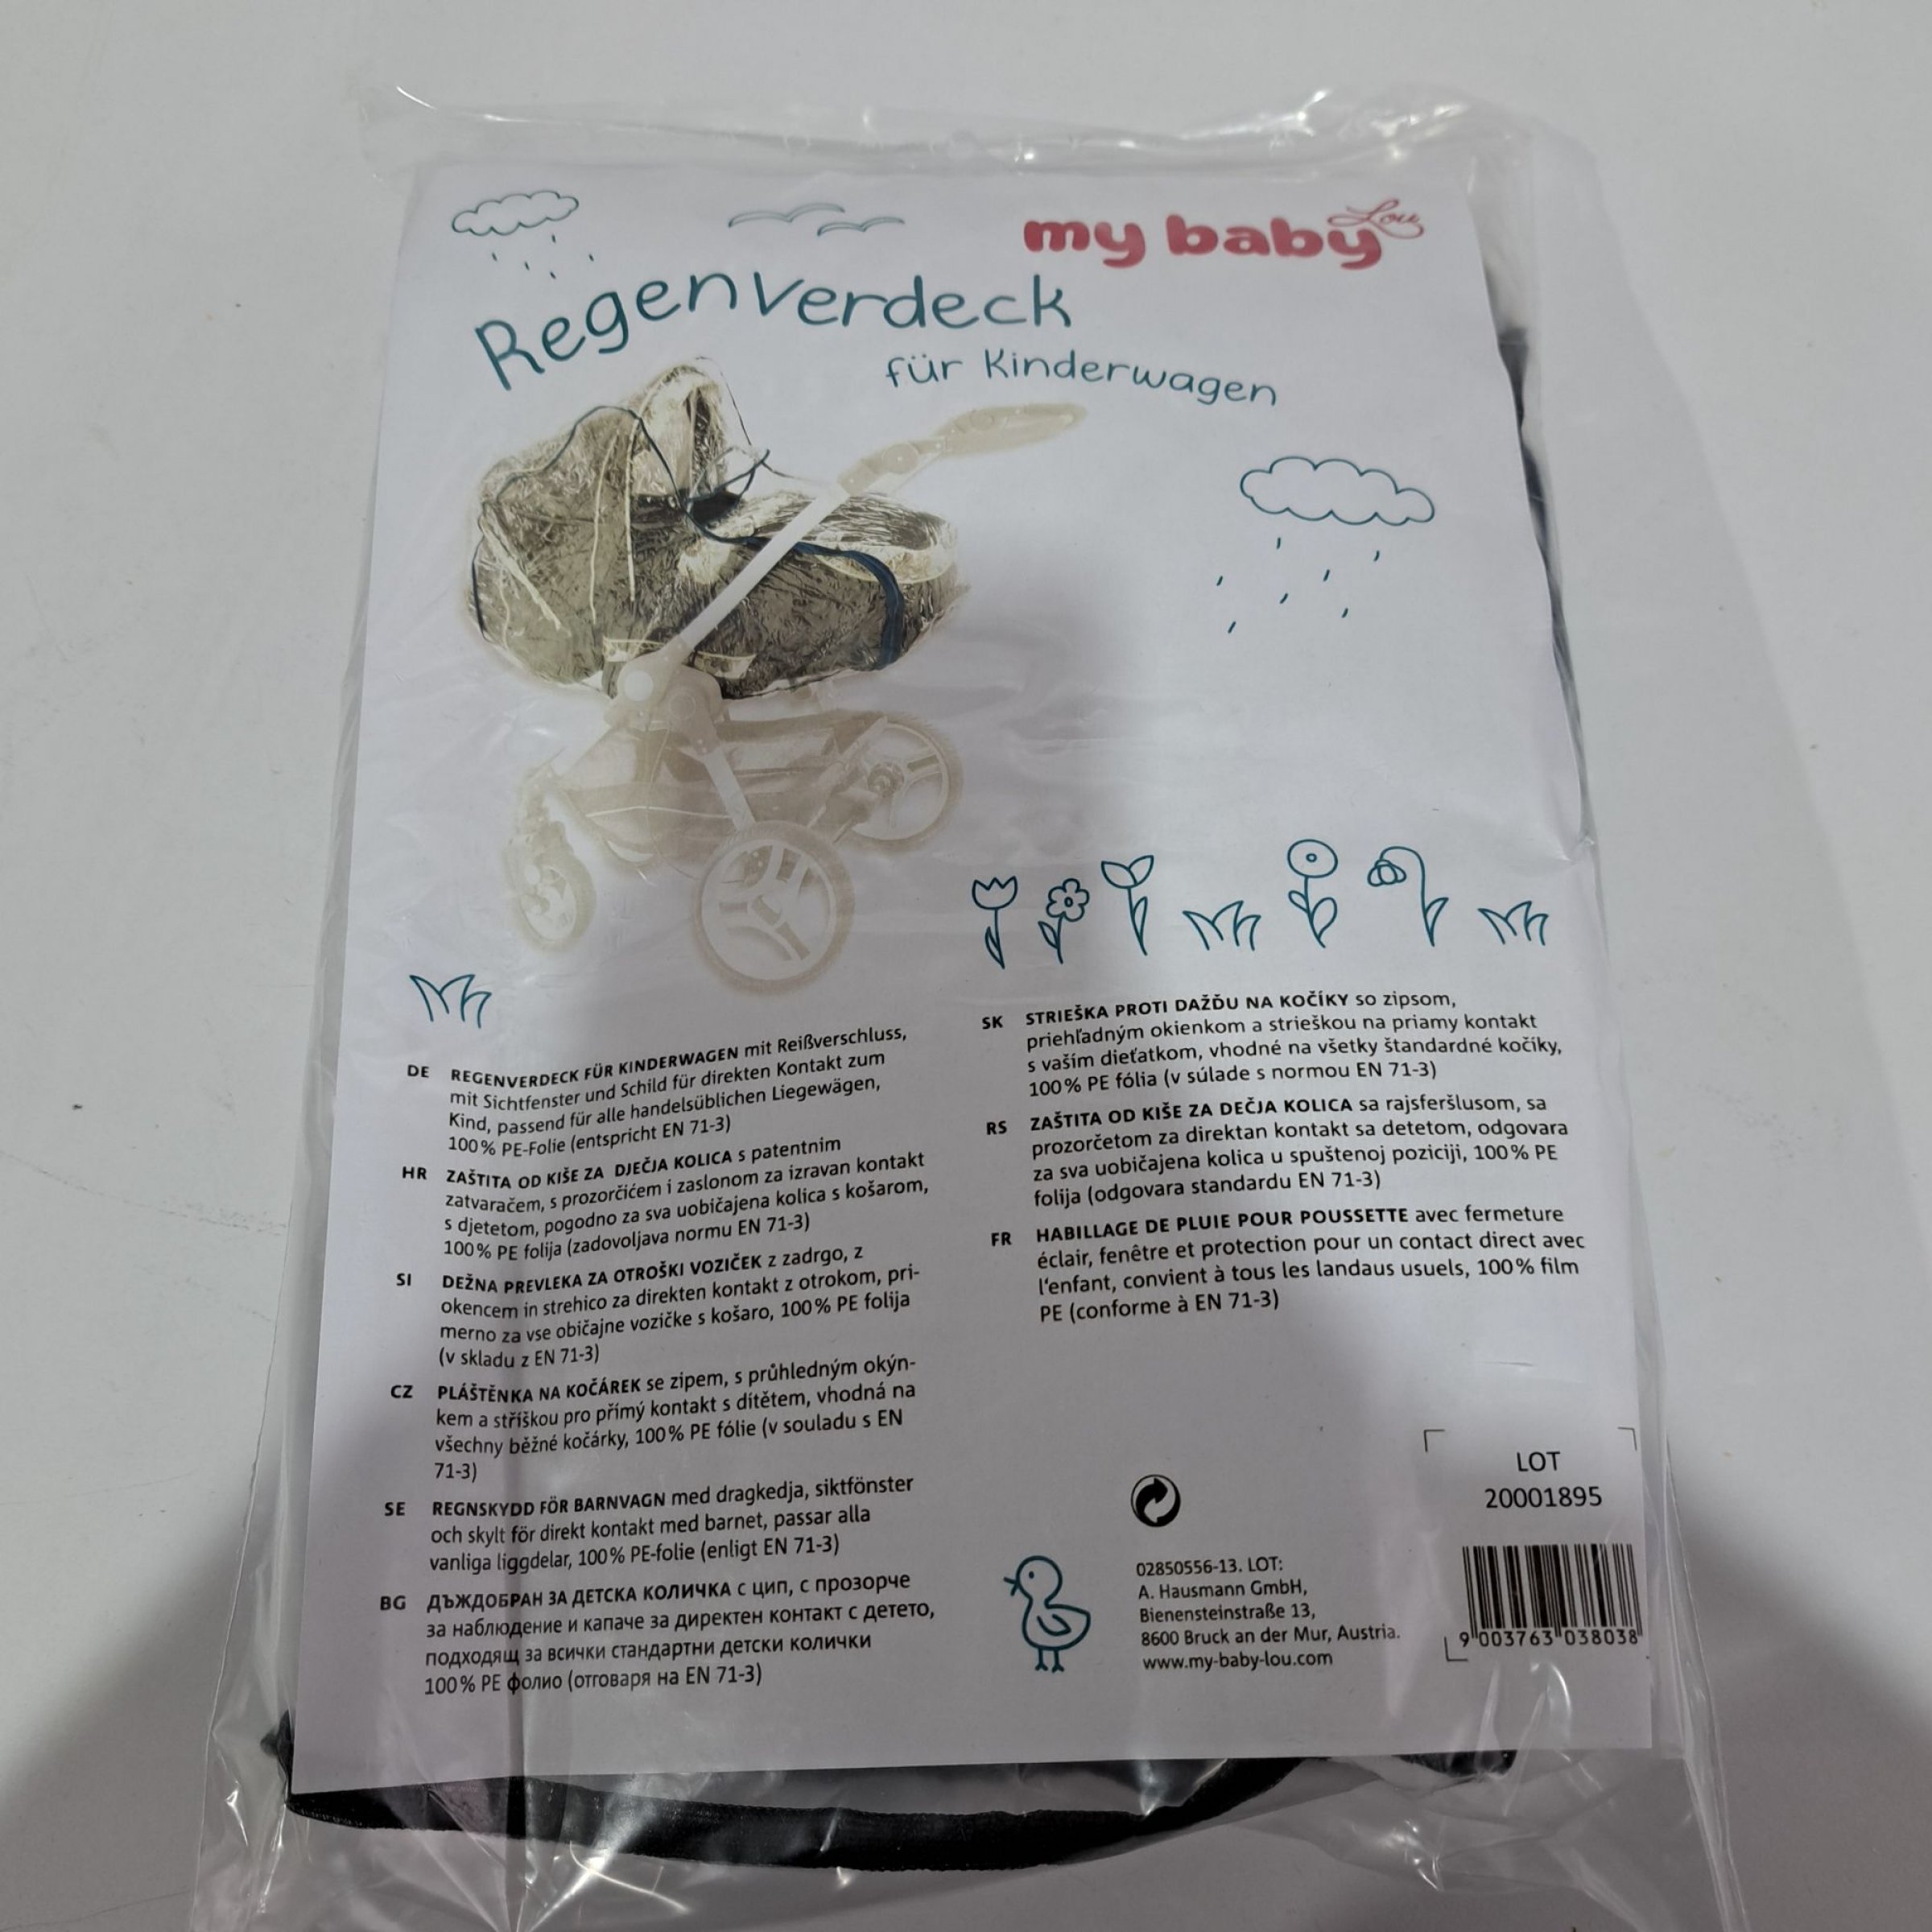 my baby Lou
Regenverdeck
für Kinderwagen
DE REGENVERDECK FÜR KINDERWAGEN mit Reißverschluss,
mit Sichtfenster und Schild für direkten Kontakt zum
Kind, passend für alle handelsüblichen Liegewägen,
100% PE-Folie (entspricht EN 71-3)
HR ZAŠTITA OD KIŠE ZA DJEČJA KOLICA s patentnim
zatvaračem, s prozorčićem i zaslonom za izravan kontakt
s djetetom, pogodno za sva uobičajena kolica s košarom,
100% PE folija (zadovoljava normu EN 71-3)
SI DEŽNA PREVLEKA ZA OTROŠKI VOZIČEK z zadrgo, z
okencem in strehico za direkten kontakt z otrokom, pri-
merno za vse običajne vozičke s košaro, 100% PE folija
(v skladu z EN 71-3)
CZ PLÁŠTĚNKA NA KOČÁREK se zipem, s průhledným okýn-
kem a stříškou pro přímý kontakt s dítětem, vhodná na
všechny běžné kočárky, 100% PE fólie (v souladu s EN
71-3)
SE REGNSKYDD FÖR BARNVAGN med dragkedja, siktfönster
och skylt för direkt kontakt med barnet, passar alla
vanliga liggdelar, 100% PE-folie (enligt EN 71-3)
BG ДЪЖДОБРАН ЗА ДЕТСКА КОЛИЧКА с цип, с прозорче
за наблюдение и капаче за директен контакт с детето,
подходящ за всички стандартни детски колички
100% PE фолио (отговаря на EN 71-3)
SK STRIEŠKA PROTI DAŽĎU NA KOČÍKY so zipsom,
priehľadným okienkom a strieškou na priamy kontakt
s vaším dieťatkom, vhodné na všetky štandardné kočíky,
100% PE fólia (v súlade s normou EN 71-3)
RS ZAŠTITA OD KIŠE ZA DEČJA KOLICA sa rajsferšlusom, sa
prozorčetom za direktan kontakt sa detetom, odgovara
za sva uobičajena kolica u spuštenoj poziciji, 100% PE
folija (odgovara standardu EN 71-3)
FR HABILLAGE DE PLUIE POUR POUSSETTE avec fermeture
éclair, fenêtre et protection pour un contact direct avec
l'enfant, convient à tous les landaus usuels, 100% film
PE (conforme à EN 71-3)
02850556-13. LOT:
A. Hausmann GmbH,
Bienensteinstraße 13,
8600 Bruck an der Mur, Austria.
www.my-baby-lou.com
LOT
20001895
9 003763 038038